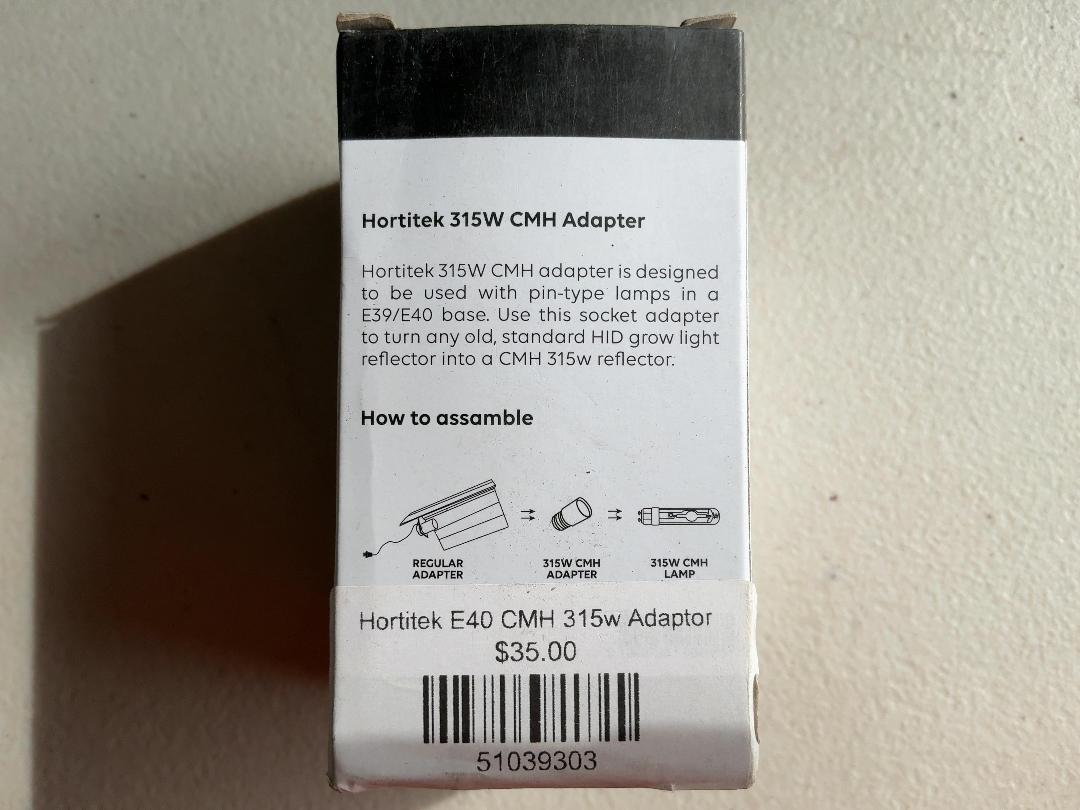 Hortitek 315W CMH Adapter
Hortitek 315W CMH adapter is designed
to be used with pin-type lamps in a
E39/E40 base. Use this socket adapter
to turn any old, standard HID grow light
reflector into a CMH 315w reflector.
How to assamble
REGULAR
ADAPTER
315W CMH
ADAPTER
315W CMH
LAMP
Hortitek E40 CMH 315w Adaptor
$35.00
51039303